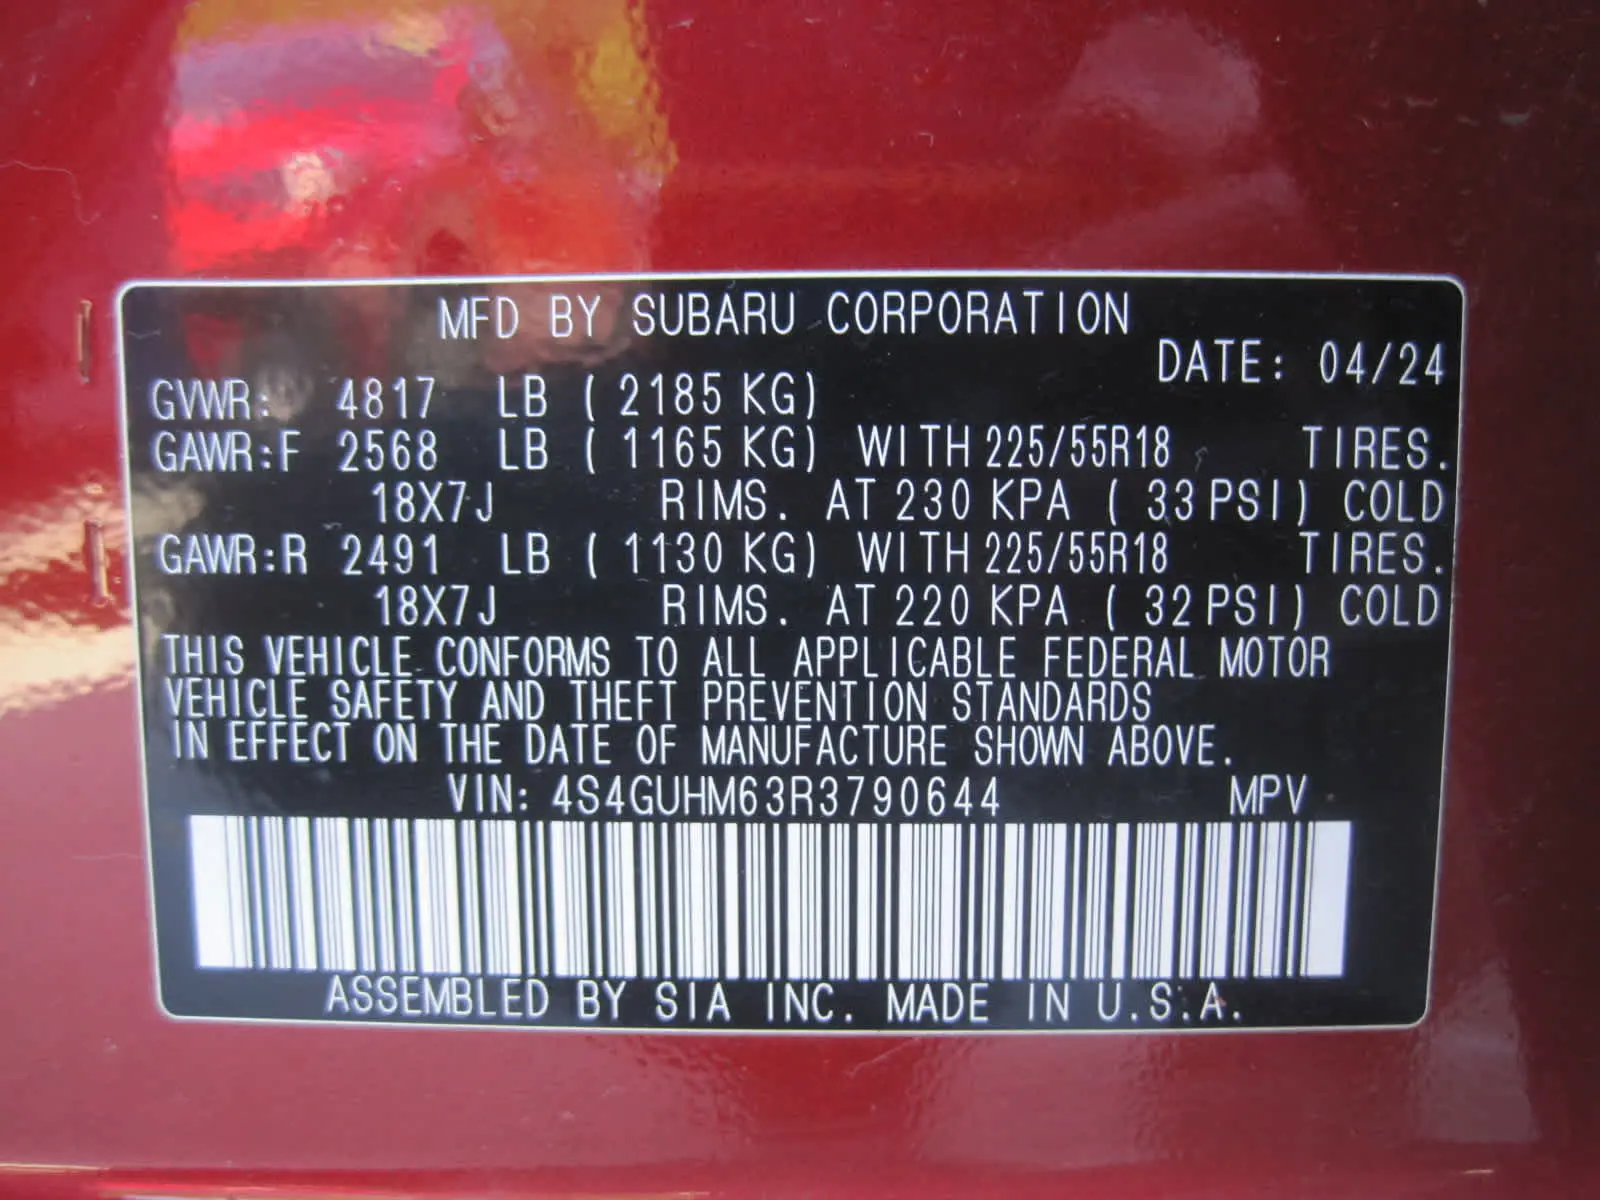 MFD BY SUBARU CORPORATION
DATE: 04/24
GVWR: 4817 LB ( 2185 KG)
GAWR:F 2568 LB ( 1165 KG) WITH 225/55R18 TIRES.
18X7J RIMS. AT 230 KPA ( 33 PSI) COLD
GAWR:R 2491 LB ( 1130 KG) WITH 225/55R18 TIRES.
18X7J RIMS. AT 220 KPA ( 32 PSI) COLD
THIS VEHICLE CONFORMS TO ALL APPLICABLE FEDERAL MOTOR
VEHICLE SAFETY AND THEFT PREVENTION STANDARDS
IN EFFECT ON THE DATE OF MANUFACTURE SHOWN ABOVE.
VIN: 4S4GUHM63R3790644 MPV
ASSEMBLED BY SIA INC. MADE IN U.S.A.